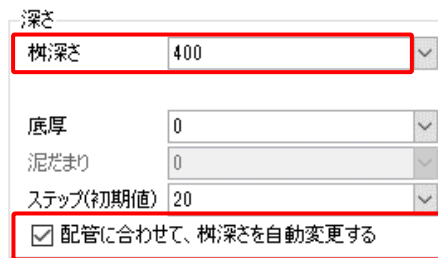 深さ
桝深さ 400
底厚 0
泥だまり 0
ステップ(初期値) 20
配管に合わせて、桝深さを自動変更する